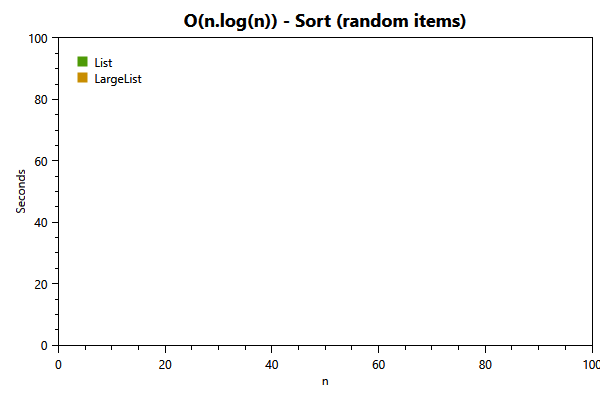 O(n.log(n)) - Sort (random items)
100
List
LargeList
80
60
Seconds
40
20
0
0 20 40 60 80 100
n